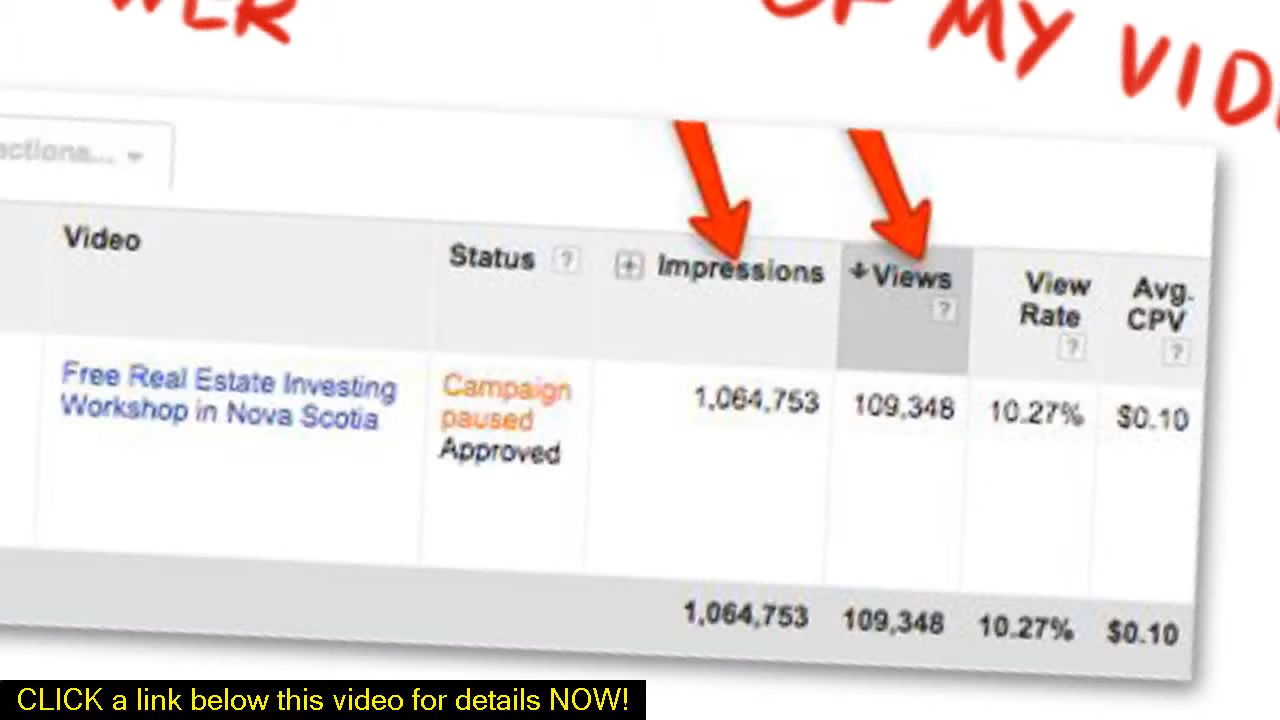 OF MY
Video
Status ?
Impressions
Views
?
View
Rate
?
Avg.
CPV
?
Free Real Estate Investing
Workshop in Nova Scotia
Campaign
paused
Approved
1,064,753
109,348
10.27%
$0.10
1,064,753
109,348
10.27%
$0.10
CLICK a link below this video for details NOW!